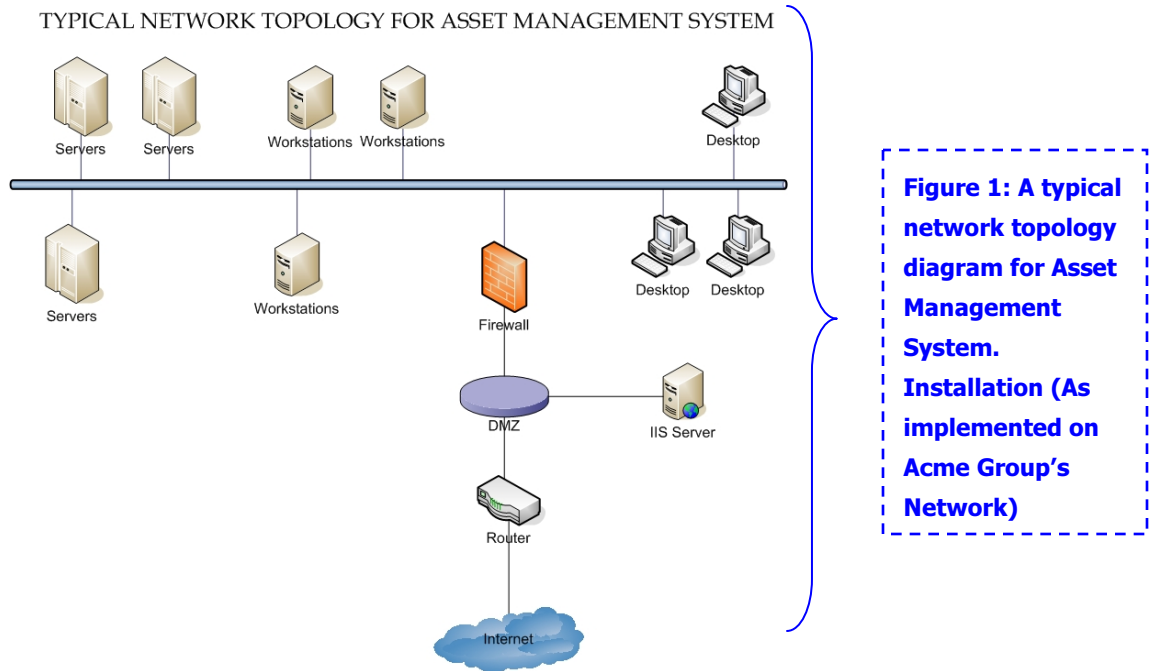 TYPICAL NETWORK TOPOLOGY FOR ASSET MANAGEMENT SYSTEM
Servers
Servers
Workstations
Workstations
Desktop
Servers
Workstations
Firewall
Desktop
Desktop
DMZ
IIS Server
Router
Internet
Figure 1: A typical
network topology
diagram for Asset
Management
System.
Installation (As
implemented on
Acme Group’s
Network)